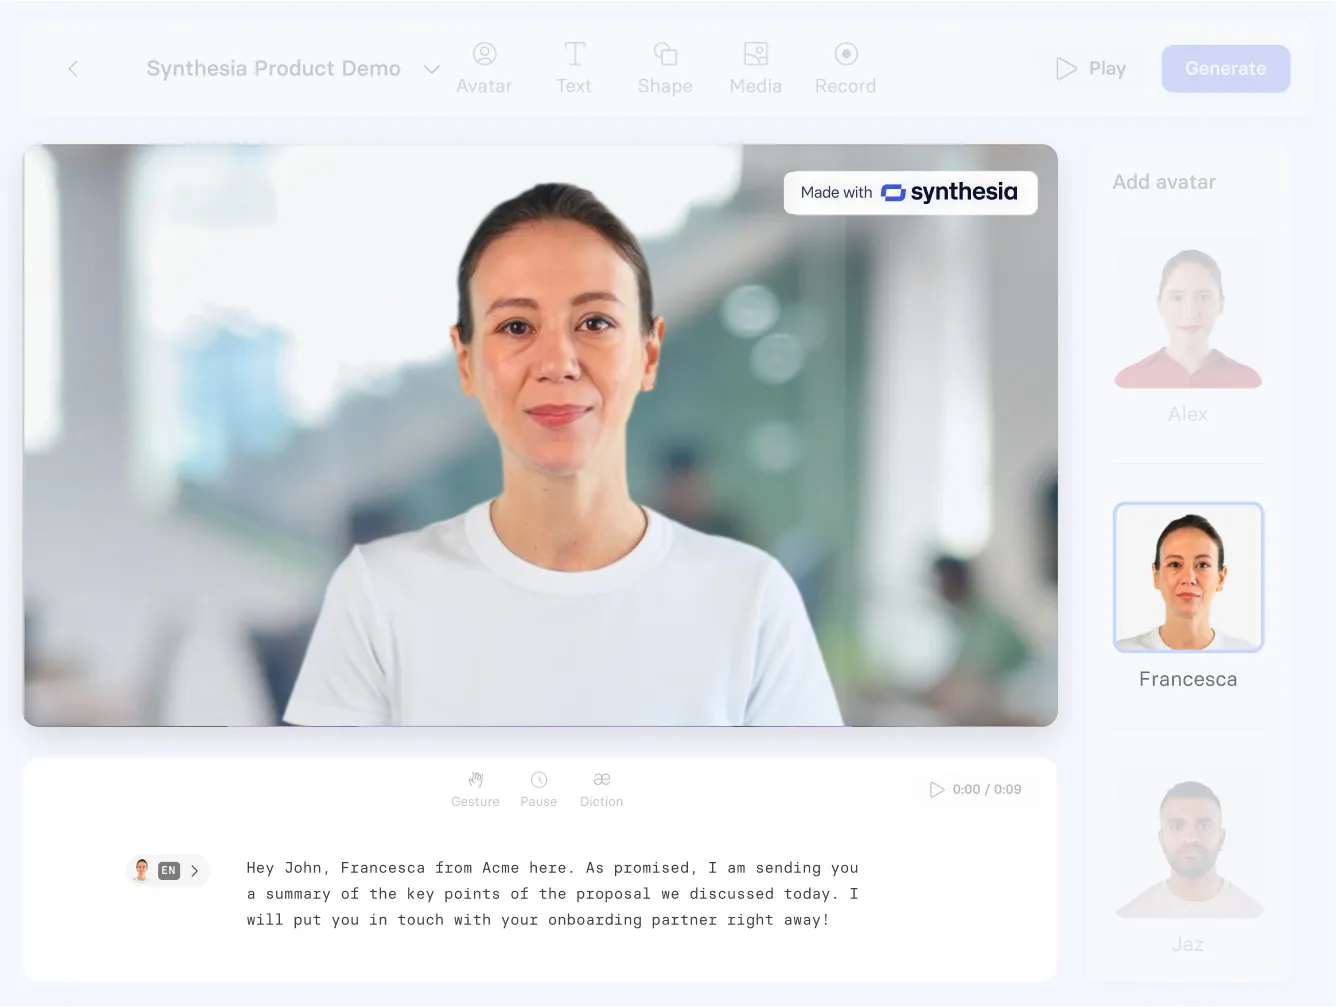 Synthesia Product Demo
Avatar
Text
Shape
Media
Record
Play
Generate
Made with synthesia
Add avatar
Alex
Francesca
Jaz
Gesture
Pause
æ
Diction
0:00 / 0:09
EN
Hey John, Francesca from Acme here. As promised, I am sending you
a summary of the key points of the proposal we discussed today. I
will put you in touch with your onboarding partner right away!